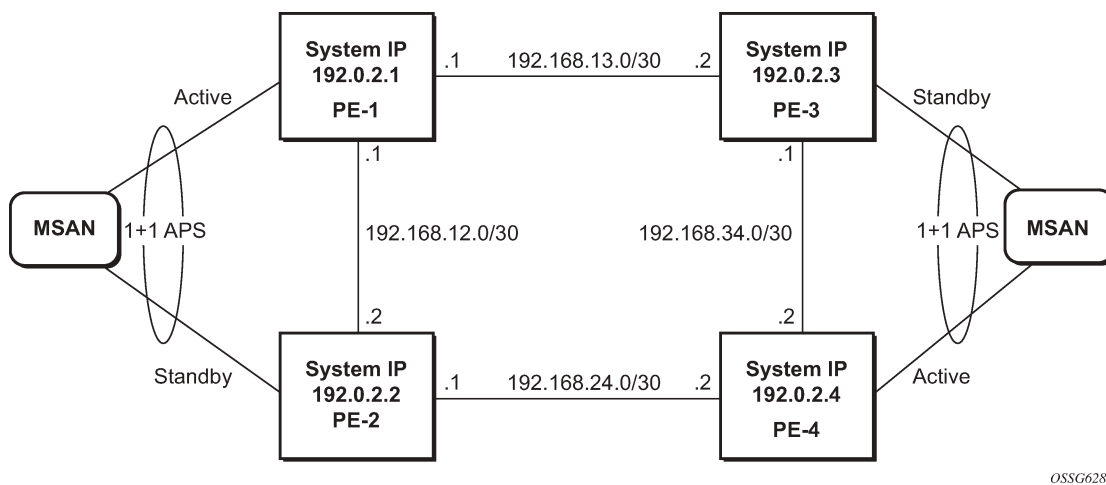 System IP
192.0.2.1
PE-1
.1
192.168.13.0/30
.2
System IP
192.0.2.3
PE-3
Active
Standby
.1
.1
MSAN
1+1 APS
192.168.12.0/30
192.168.34.0/30
1+1 APS
MSAN
.2
.2
Standby
System IP
192.0.2.2
PE-2
.1
192.168.24.0/30
.2
System IP
192.0.2.4
PE-4
Active
OSSG628